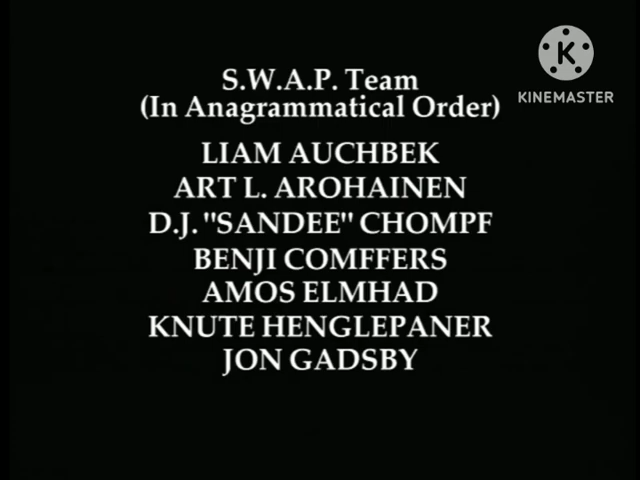 S.W.A.P. Team
(In Anagrammatical Order)
LIAM AUCHBEK
ART L. AROHAINEN
D.J. "SANDEE" CHOMPF
BENJI COMFFERS
AMOS ELMHAD
KNUTE HENGLEPANER
JON GADSBY
K
KINEMASTER